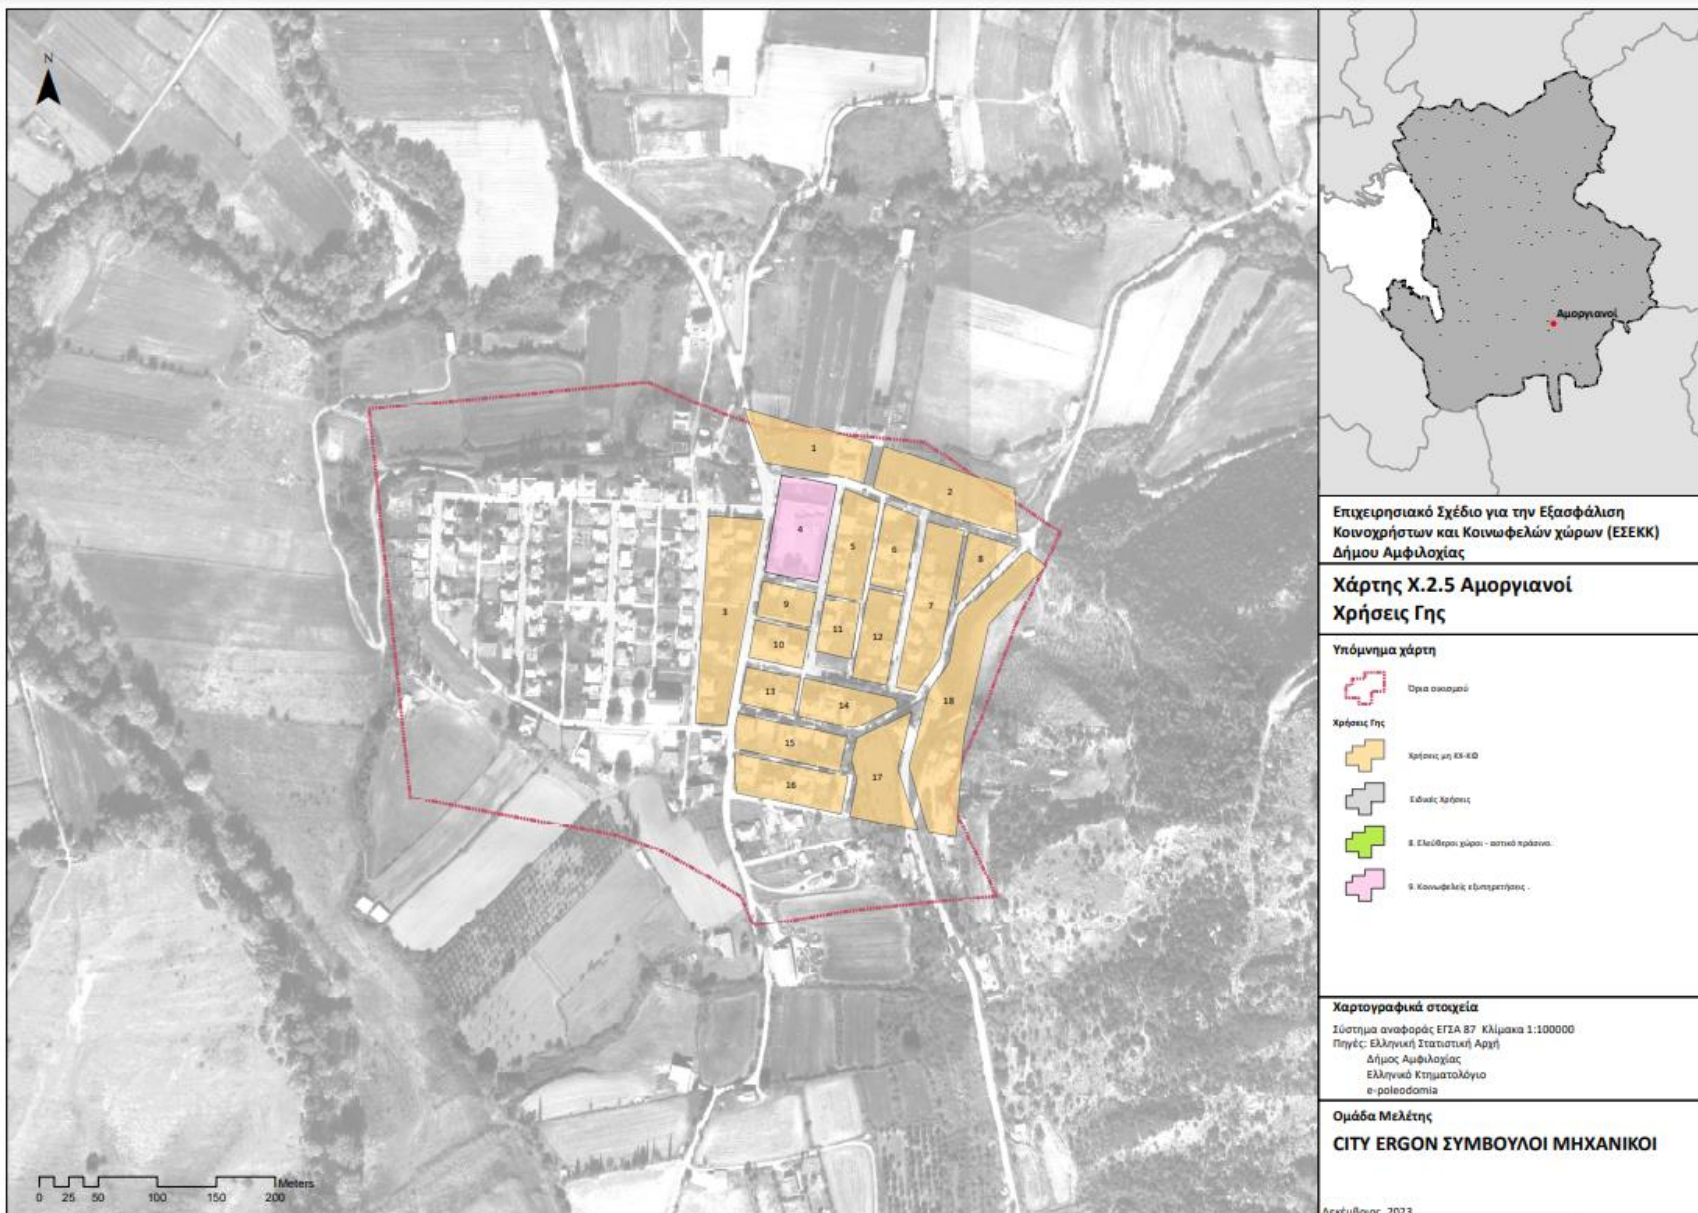 N
1
2
3
4
5
6
7
8
9
10
11
12
13
14
15
16
17
18
Meters
0 25 50 100 150 200
Αμοργιανοί
Επιχειρησιακό Σχέδιο για την Εξασφάλιση
Κοινοχρήστων και Κοινωφελών χώρων (ΕΣΕΚΚ)
Δήμου Αμφιλοχίας
Χάρτης Χ.2.5 Αμοργιανοί
Χρήσεις Γης
Υπόμνημα χάρτη
Όρια οικισμού
Χρήσεις Γης
Χρήσεις μη ΚΧ-ΚΦ
Ειδικές Χρήσεις
8. Ελεύθεροι χώροι - αστικό πράσινο.
9. Κοινωφελείς εξυπηρετήσεις .
Χαρτογραφικά στοιχεία
Σύστημα αναφοράς ΕΓΣΑ 87 Κλίμακα 1:100000
Πηγές: Ελληνική Στατιστική Αρχή
Δήμος Αμφιλοχίας
Ελληνικό Κτηματολόγιο
e-poleodomia
Ομάδα Μελέτης
CITY ERGON ΣΥΜΒΟΥΛΟΙ ΜΗΧΑΝΙΚΟΙ
Δεκέμβριος, 2023